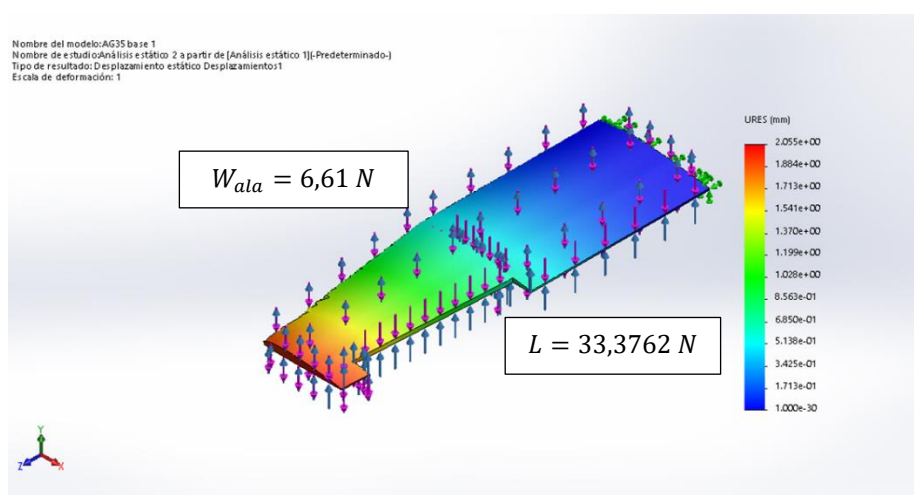 Nombre del modelo:AG35 base 1
Nombre de estudio:Análisis estático 2 a partir de [Análisis estático 1](-Predeterminado-)
Tipo de resultado: Desplazamiento estático Desplazamientos1
Escala de deformación: 1
URES (mm)
2.055e+00
1.884e+00
1.713e+00
1.541e+00
1.370e+00
1.199e+00
1.028e+00
8.563e-01
6.850e-01
5.138e-01
3.425e-01
1.713e-01
1.000e-30
W_ala = 6,61 N
L = 33,3762 N
Y
Z X